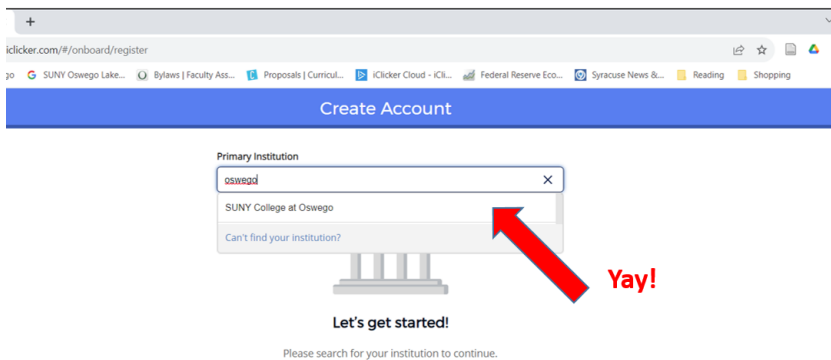 +
iclicker.com/#/onboard/register
go SUNY Oswego Lake... Bylaws | Faculty Ass... Proposals | Curricul... iClicker Cloud - iCli... Federal Reserve Eco... Syracuse News &... Reading Shopping
Create Account
Primary Institution
oswego
SUNY College at Oswego
Can't find your institution?
Yay!
Let's get started!
Please search for your institution to continue.